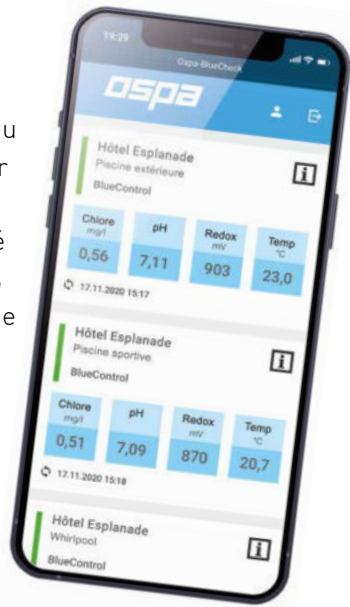 u
r
é
e
19:29
Ospa-BlueCheck
ospa
Hôtel Esplanade
Piscine extérieure
BlueControl
Chlore pH Redox Temp
mg/l mV °C
0,56 7,11 903 23,0
17.11.2020 15:17
Hôtel Esplanade
Piscine sportive
BlueControl
Chlore pH Redox Temp
mg/l mV °C
0,51 7,09 870 20,7
17.11.2020 15:18
Hôtel Esplanade
Whirlpool
BlueControl